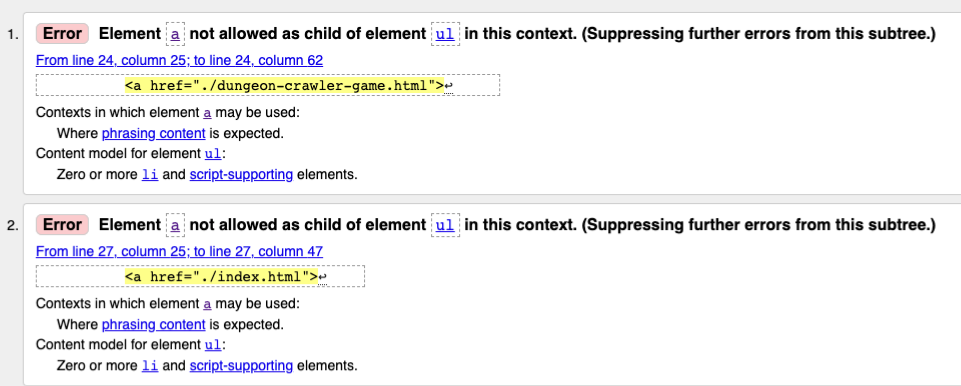 1. Error Element a not allowed as child of element ul in this context. (Suppressing further errors from this subtree.)
From line 24, column 25; to line 24, column 62
<a href="./dungeon-crawler-game.html">↩
Contexts in which element a may be used:
Where phrasing content is expected.
Content model for element ul:
Zero or more li and script-supporting elements.
2. Error Element a not allowed as child of element ul in this context. (Suppressing further errors from this subtree.)
From line 27, column 25; to line 27, column 47
<a href="./index.html">↩
Contexts in which element a may be used:
Where phrasing content is expected.
Content model for element ul:
Zero or more li and script-supporting elements.